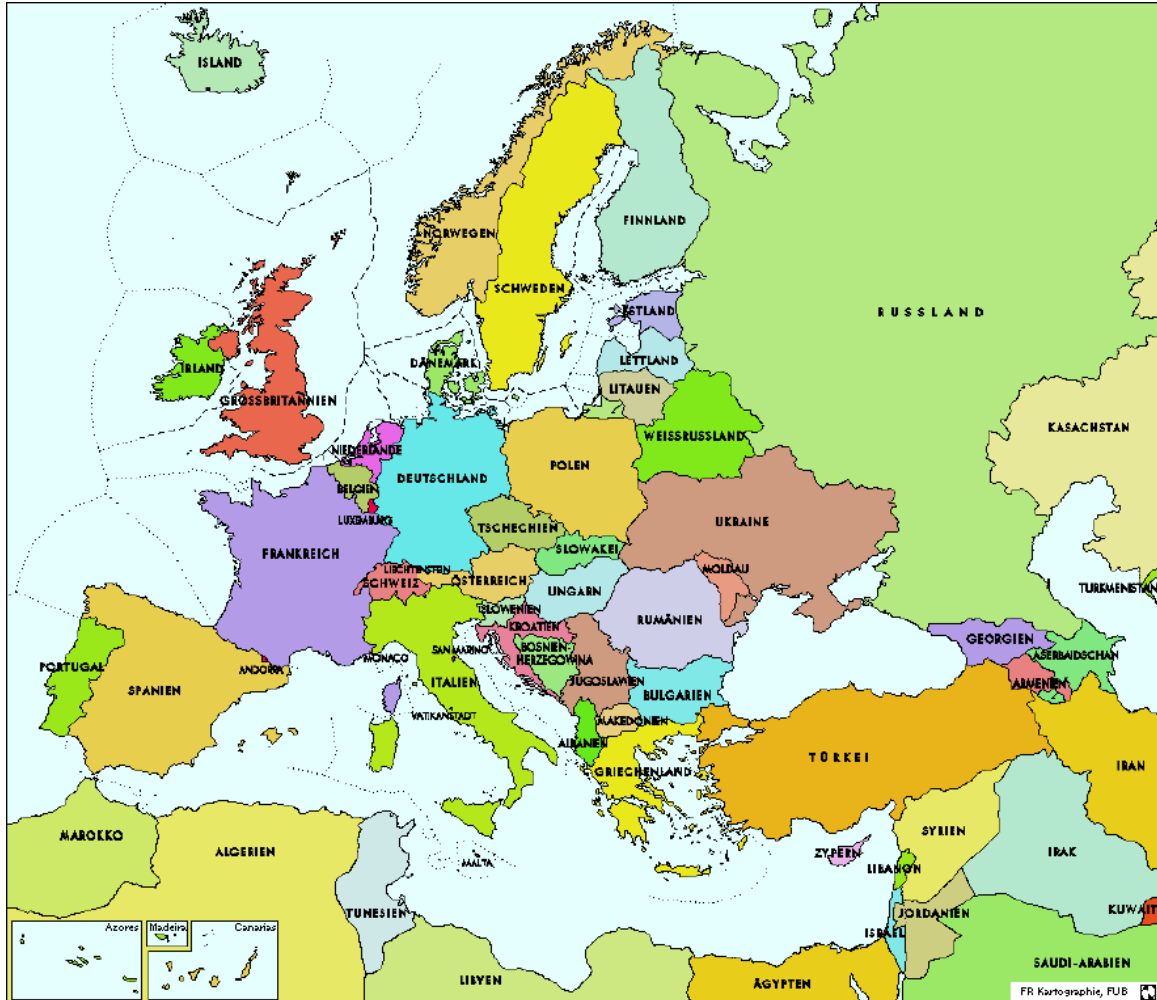 ISLAND
FINNLAND
NORWEGEN
SCHWEDEN
RUSSLAND
ESTLAND
LETTLAND
DÄNEMARK
IRLAND
LITAUEN
GROSSBRITANNIEN
KASACHSTAN
WEISSRUSSLAND
NIEDERLANDE
POLEN
DEUTSCHLAND
BELGIEN
LUXEMBURG
TSCHECHIEN
UKRAINE
FRANKREICH
SLOWAKEI
LIECHTENSTEIN
MOLDAU
SCHWEIZ
ÖSTERREICH
TURKMENISTAN
UNGARN
SLOWENIEN
RUMÄNIEN
KROATIEN
GEORGIEN
SAN MARINO
BOSNIEN-
HERZEGOWINA
ASERBAIDSCHAN
MONACO
PORTUGAL
ANDORRA
ITALIEN
JUGOSLAWIEN
ARMENIEN
SPANIEN
BULGARIEN
VATIKANSTADT
MAKEDONIEN
ALBANIEN
TÜRKEI
IRAN
GRIECHENLAND
MAROKKO
SYRIEN
ALGERIEN
ZYPERN
IRAK
MALTA
LIBANON
TUNESIEN
JORDANIEN
KUWAIT
Azores
Madeira
Canarias
ISRAEL
SAUDI-ARABIEN
LIBYEN
ÄGYPTEN
FR Kartographie, FUB